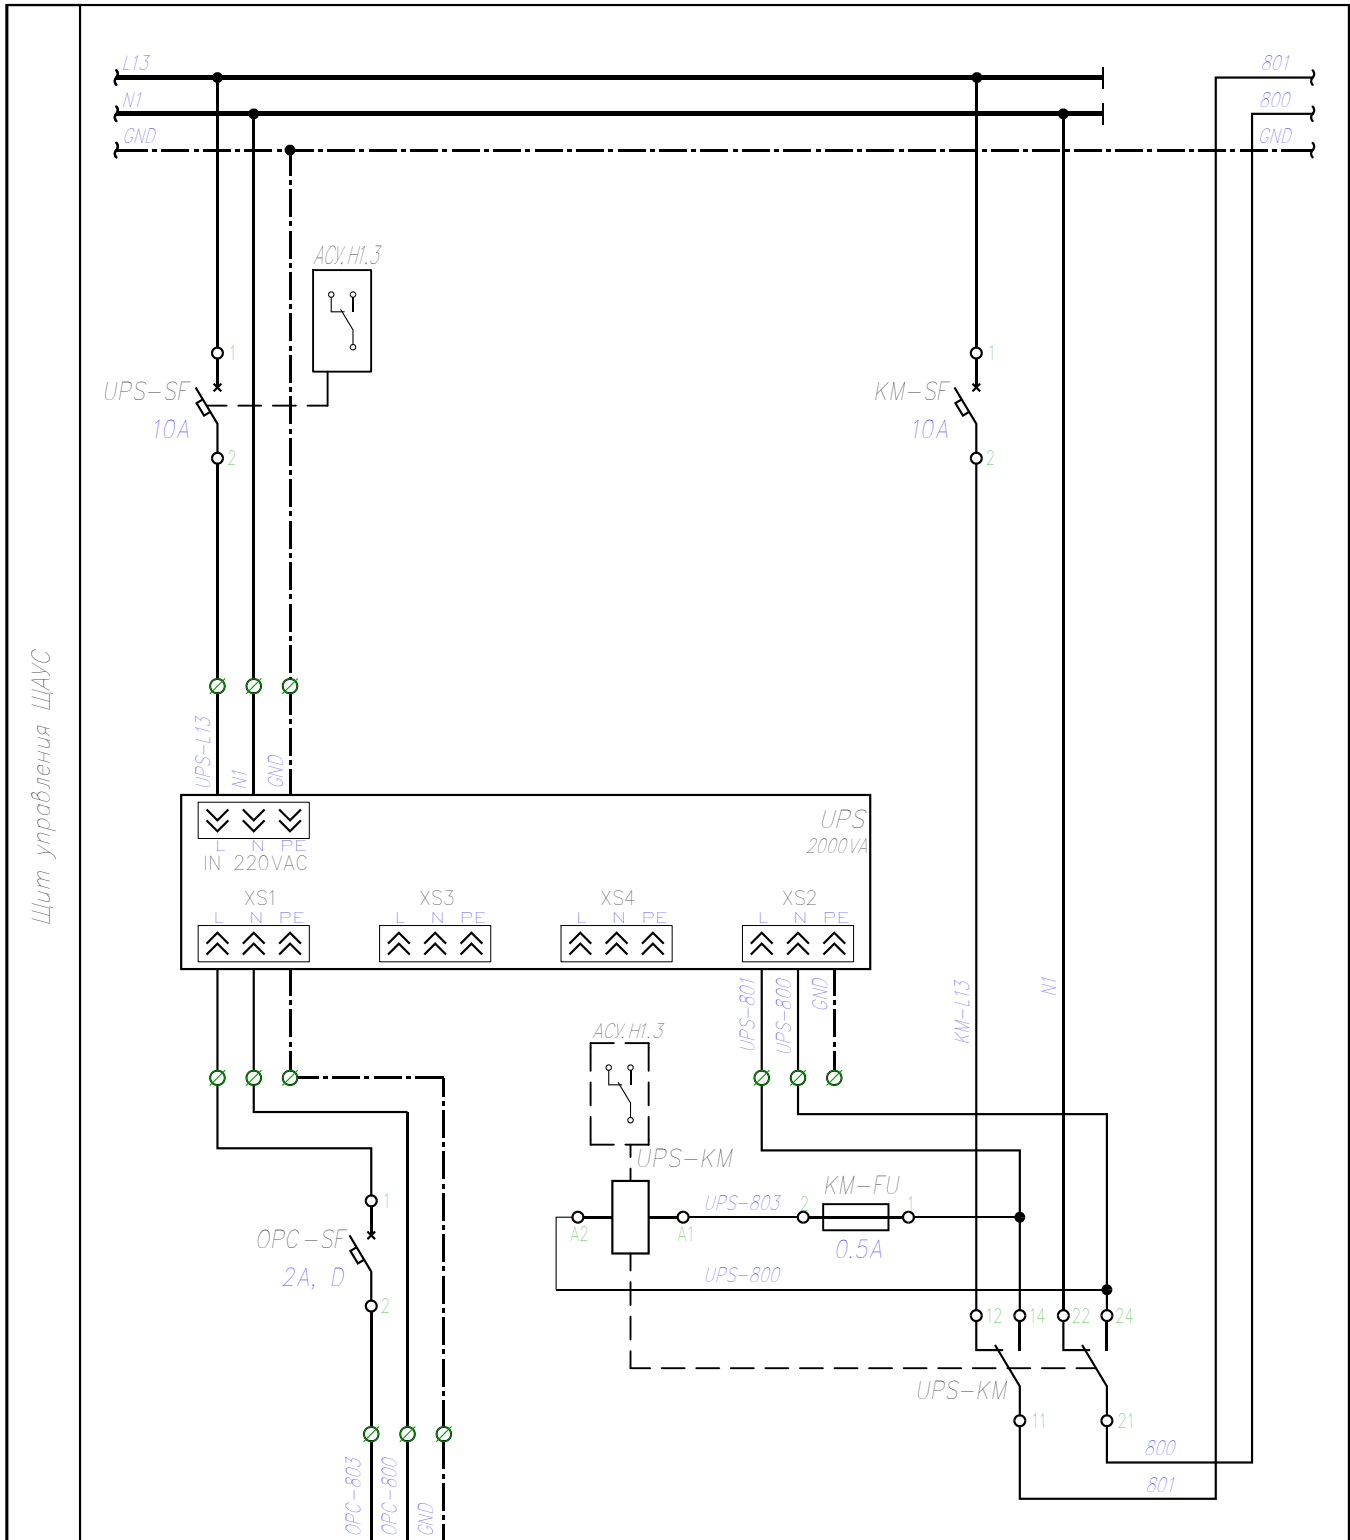 L13
801
N1
800
GND
GND
АСУ.Н1.3
1
1
UPS-SF
KM-SF
10A
10A
2
2
Щит управления ЩАУС
UPS-L13
N1
GND
UPS
2000VA
L N PE
IN 220VAC
XS1
XS3
XS4
XS2
L N PE
L N PE
L N PE
L N PE
UPS-801
UPS-800
GND
KM-L13
N1
АСУ.Н1.3
UPS-KM
KM-FU
1
UPS-803
2
1
A2
A1
OPC-SF
0.5A
2A, D
UPS-800
2
12
14
22
24
UPS-KM
11
21
800
801
OPC-803
OPC-800
GND